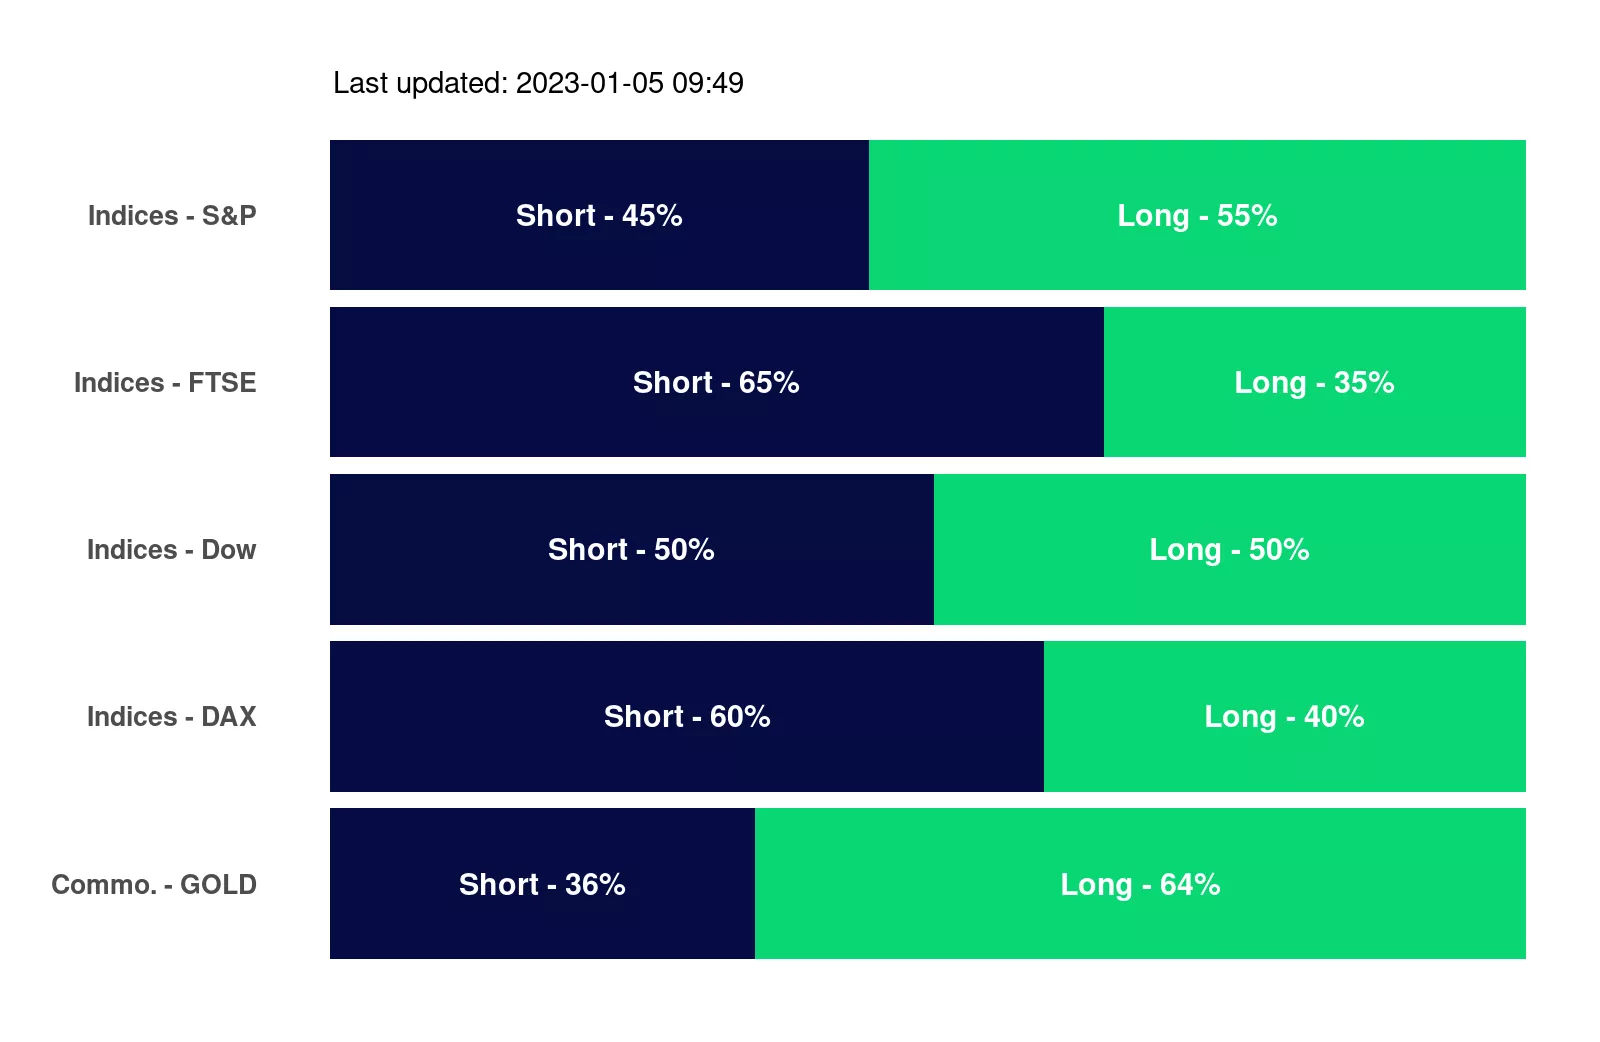 Last updated: 2023-01-05 09:49
Indices - S&P Short - 45% Long - 55%
Indices - FTSE Short - 65% Long - 35%
Indices - Dow Short - 50% Long - 50%
Indices - DAX Short - 60% Long - 40%
Commo. - GOLD Short - 36% Long - 64%